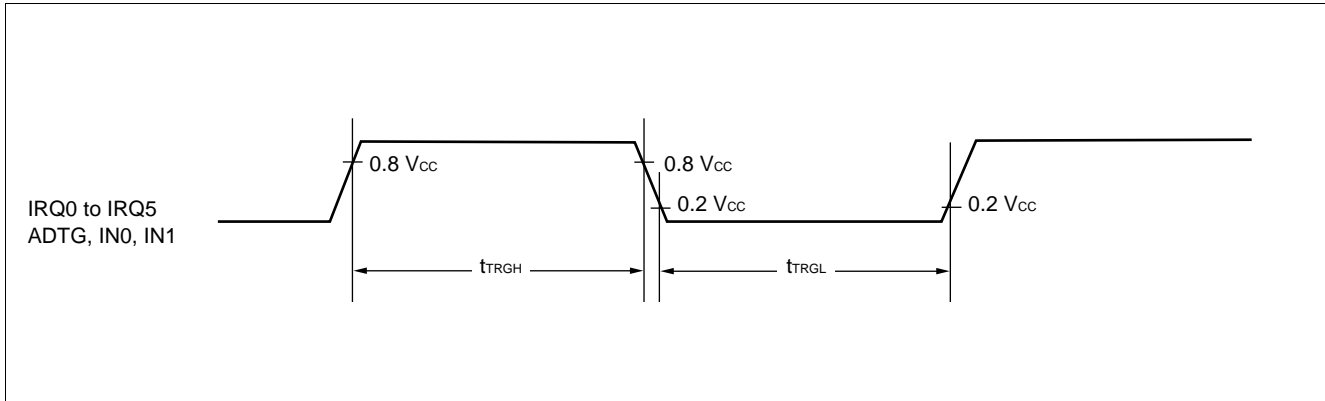 0.8 VCC
0.8 VCC
IRQ0 to IRQ5
0.2 VCC
0.2 VCC
ADTG, IN0, IN1
tTRGH
tTRGL